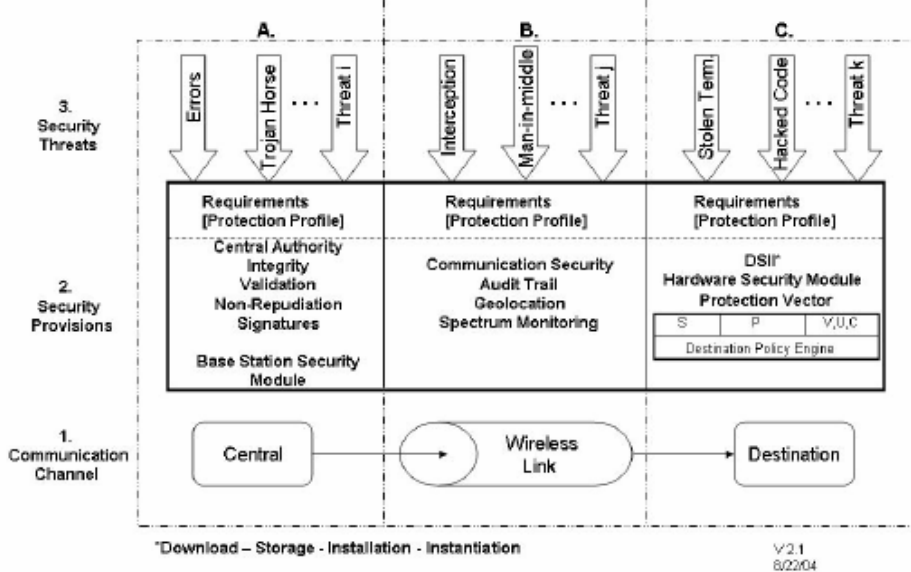 A.
B.
C.
3.
Security
Threats
Errors
Trojan Horse
...
Threat i
Interception
Man-in-middle
...
Threat j
Stolen Term.
Hacked Code
...
Threat k
2.
Security
Provisions
Requirements
[Protection Profile]
Central Authority
Integrity
Validation
Non-Repudiation
Signatures
Base Station Security
Module
Requirements
[Protection Profile]
Communication Security
Audit Trail
Geolocation
Spectrum Monitoring
Requirements
[Protection Profile]
DSII*
Hardware Security Module
Protection Vector
S
P
V,U,C
Destination Policy Engine
1.
Communication
Channel
Central
Wireless
Link
Destination
*Download – Storage - Installation - Instantiation
V 2.1
8/22/04